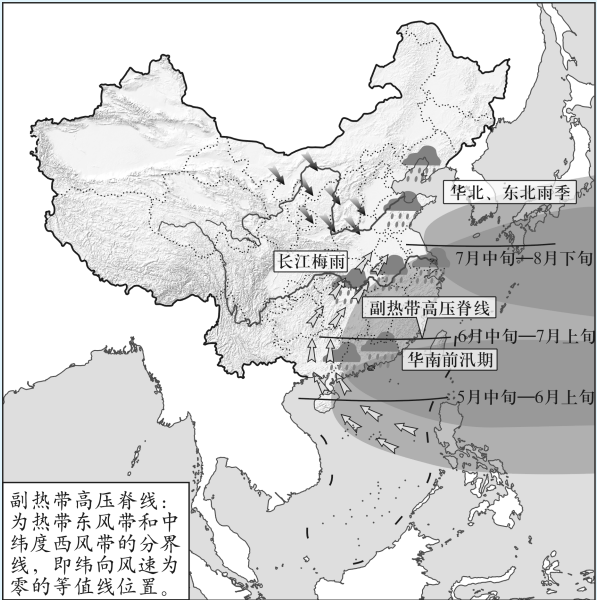 华北、东北雨季
7月中旬—8月下旬
长江梅雨
副热带高压脊线
6月中旬—7月上旬
华南前汛期
5月中旬—6月上旬
副热带高压脊线：
为热带东风带和中
纬度西风带的分界
线，即纬向风速为
零的等值线位置。